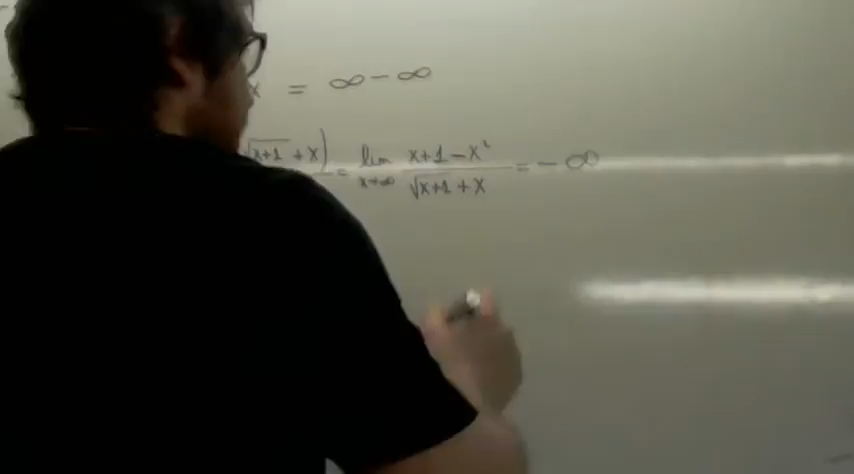 x = ∞ - ∞
√x+1 + x) = lim x→∞ x+1-x² / √x+1 + x = - ∞